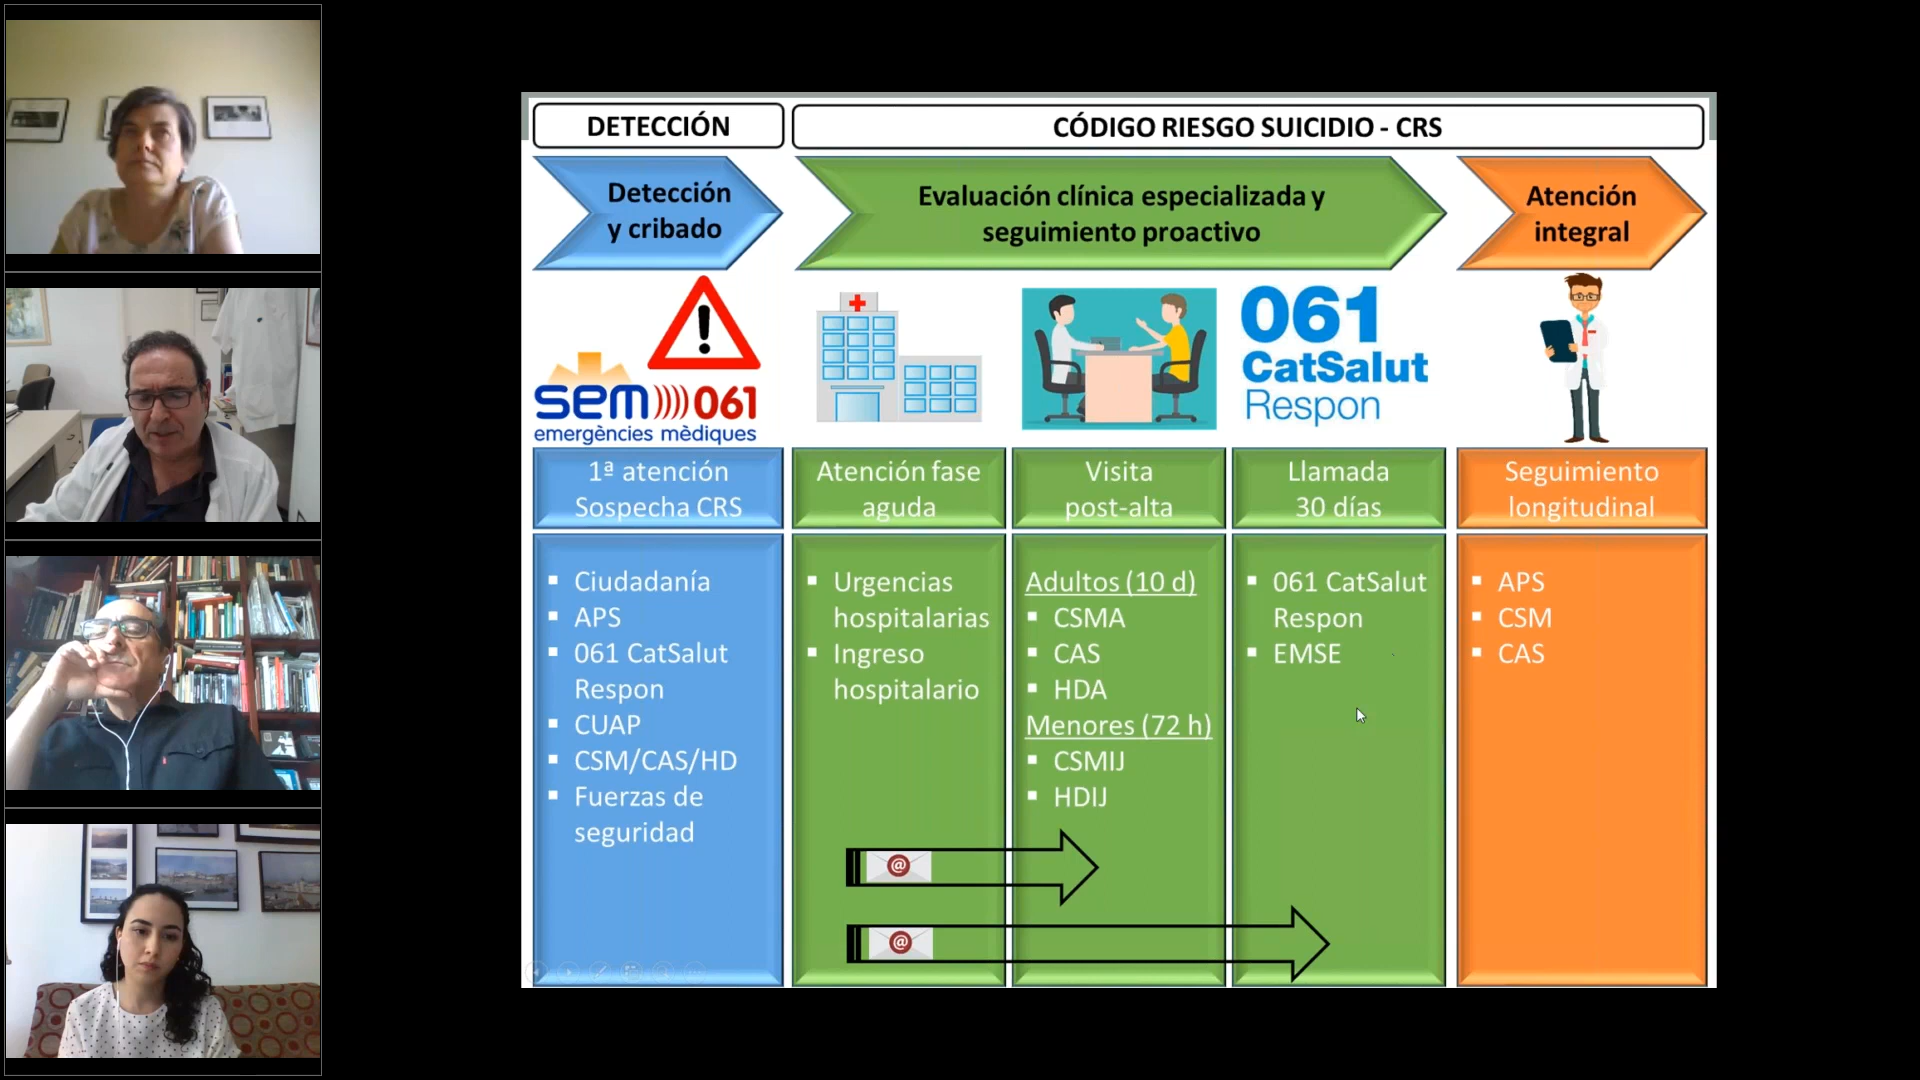 DETECCIÓN
CÓDIGO RIESGO SUICIDIO - CRS
Detección
y cribado
Evaluación clínica especializada y
seguimiento proactivo
Atención
integral
sem 061
emergències mèdiques
061
CatSalut
Respon
1ª atención
Sospecha CRS
Atención fase
aguda
Visita
post-alta
Llamada
30 días
Seguimiento
longitudinal
▪ Ciudadanía
▪ APS
▪ 061 CatSalut
Respon
▪ CUAP
▪ CSM/CAS/HD
▪ Fuerzas de
seguridad
▪ Urgencias
hospitalarias
▪ Ingreso
hospitalario
Adultos (10 d)
▪ CSMA
▪ CAS
▪ HDA
Menores (72 h)
▪ CSMIJ
▪ HDIJ
▪ 061 CatSalut
Respon
▪ EMSE
▪ APS
▪ CSM
▪ CAS
@
@